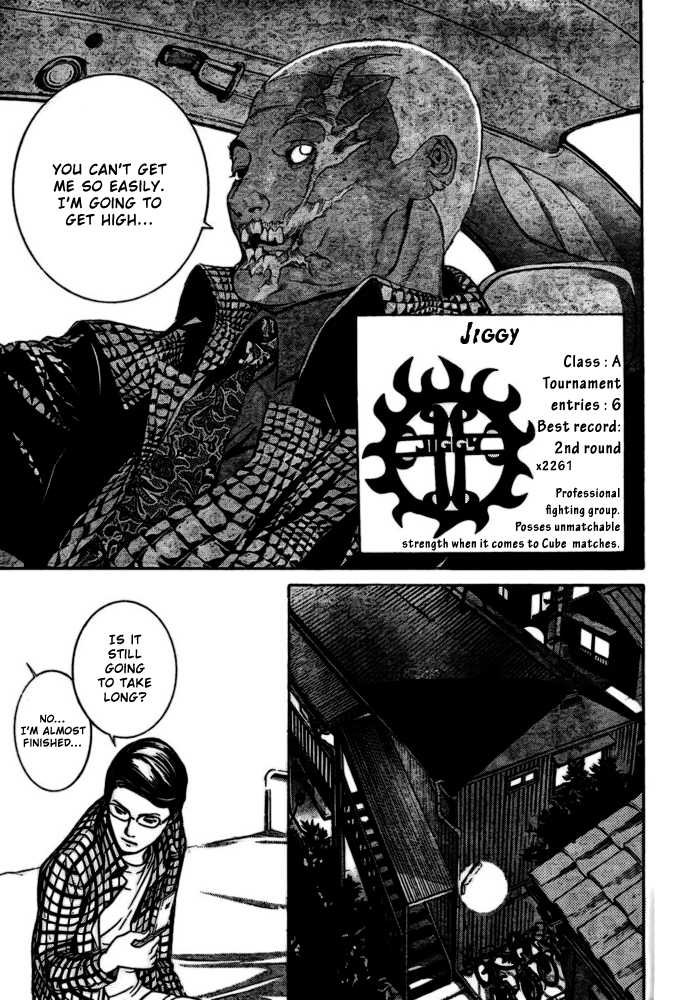 YOU CAN'T GET
ME SO EASILY.
I'M GOING TO
GET HIGH...
JIGGY
Class : A
Tournament
entries : 6
Best record:
2nd round
x2261
JIGGY
Professional
fighting group.
Posses unmatchable
strength when it comes to Cube matches.
IS IT
STILL
GOING
TO TAKE
LONG?
NO...
I'M ALMOST
FINISHED...